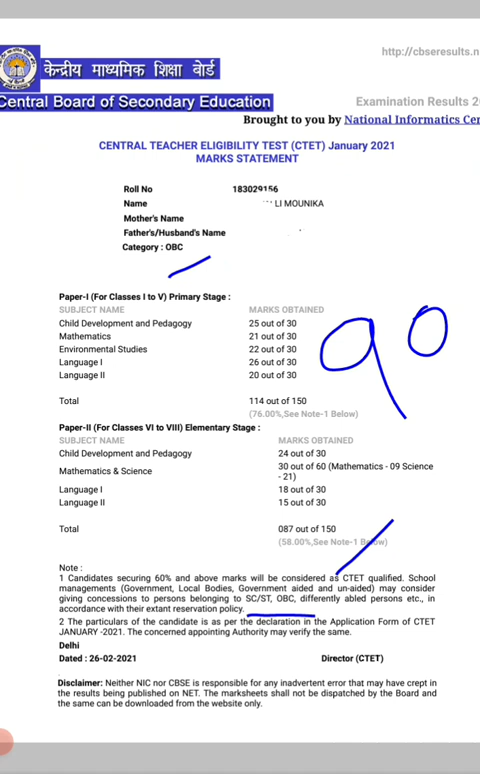 http://cbseresults.n
केन्द्रीय माध्यमिक शिक्षा बोर्ड
Central Board of Secondary Education
Examination Results 2
Brought to you by National Informatics Cen
CENTRAL TEACHER ELIGIBILITY TEST (CTET) January 2021
MARKS STATEMENT
Roll No 183029156
Name LI MOUNIKA
Mother's Name
Father's/Husband's Name
Category : OBC
Paper-I (For Classes I to V) Primary Stage :
SUBJECT NAME MARKS OBTAINED
Child Development and Pedagogy 25 out of 30
Mathematics 21 out of 30
Environmental Studies 22 out of 30
Language I 26 out of 30
Language II 20 out of 30
90
Total 114 out of 150
(76.00%,See Note-1 Below)
Paper-II (For Classes VI to VIII) Elementary Stage :
SUBJECT NAME MARKS OBTAINED
Child Development and Pedagogy 24 out of 30
Mathematics & Science 30 out of 60 (Mathematics - 09 Science
- 21)
Language I 18 out of 30
Language II 15 out of 30
Total 087 out of 150
(58.00%,See Note-1 Below)
Note :
1 Candidates securing 60% and above marks will be considered as CTET qualified. School
managements (Government, Local Bodies, Government aided and un-aided) may consider
giving concessions to persons belonging to SC/ST, OBC, differently abled persons etc., in
accordance with their extant reservation policy.
2 The particulars of the candidate is as per the declaration in the Application Form of CTET
JANUARY -2021. The concerned appointing Authority may verify the same.
Delhi
Dated : 26-02-2021 Director (CTET)
Disclaimer: Neither NIC nor CBSE is responsible for any inadvertent error that may have crept in
the results being published on NET. The marksheets shall not be dispatched by the Board and
the same can be downloaded from the website only.